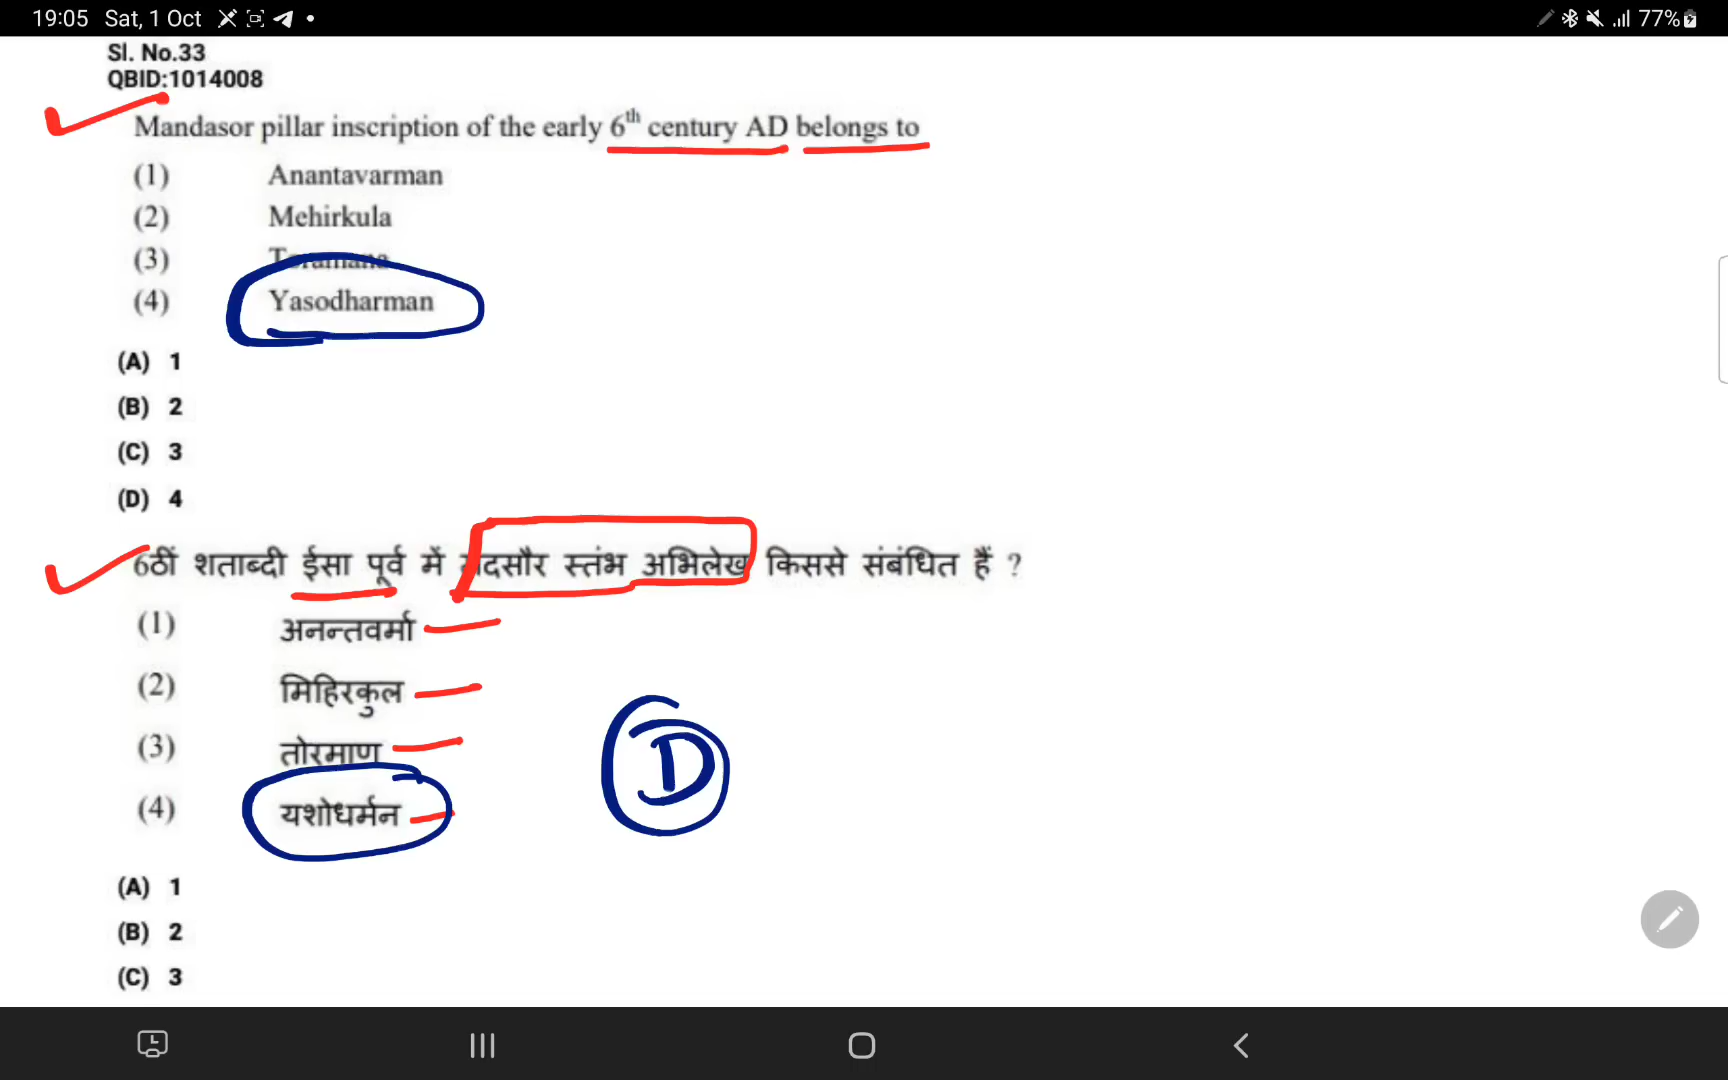 19:05 Sat, 1 Oct
77%
Sl. No.33
QBID:1014008
Mandasor pillar inscription of the early 6th century AD belongs to
(1) Anantavarman
(2) Mehirkula
(3) Toramana
(4) Yasodharman
(A) 1
(B) 2
(C) 3
(D) 4
6ठीं शताब्दी ईसा पूर्व में मंदसौर स्तंभ अभिलेख किससे संबंधित हैं ?
(1) अनन्तवर्मा
(2) मिहिरकुल
(3) तोरमाण
(4) यशोधर्मन
D
(A) 1
(B) 2
(C) 3